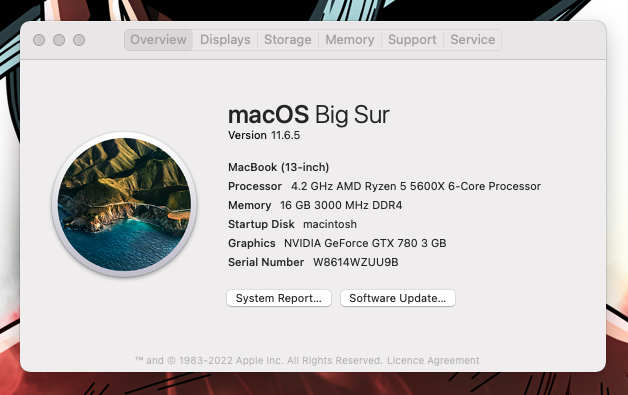 Overview Displays Storage Memory Support Service
macOS Big Sur
Version 11.6.5
MacBook (13-inch)
Processor 4.2 GHz AMD Ryzen 5 5600X 6-Core Processor
Memory 16 GB 3000 MHz DDR4
Startup Disk macintosh
Graphics NVIDIA GeForce GTX 780 3 GB
Serial Number W8614WZUU9B
System Report... Software Update...
™ and © 1983-2022 Apple Inc. All Rights Reserved. Licence Agreement